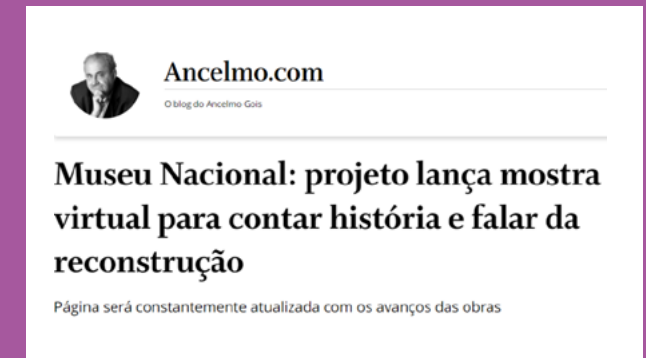 Ancelmo.com
O blog do Ancelmo Gois
Museu Nacional: projeto lança mostra
virtual para contar história e falar da
reconstrução
Página será constantemente atualizada com os avanços das obras